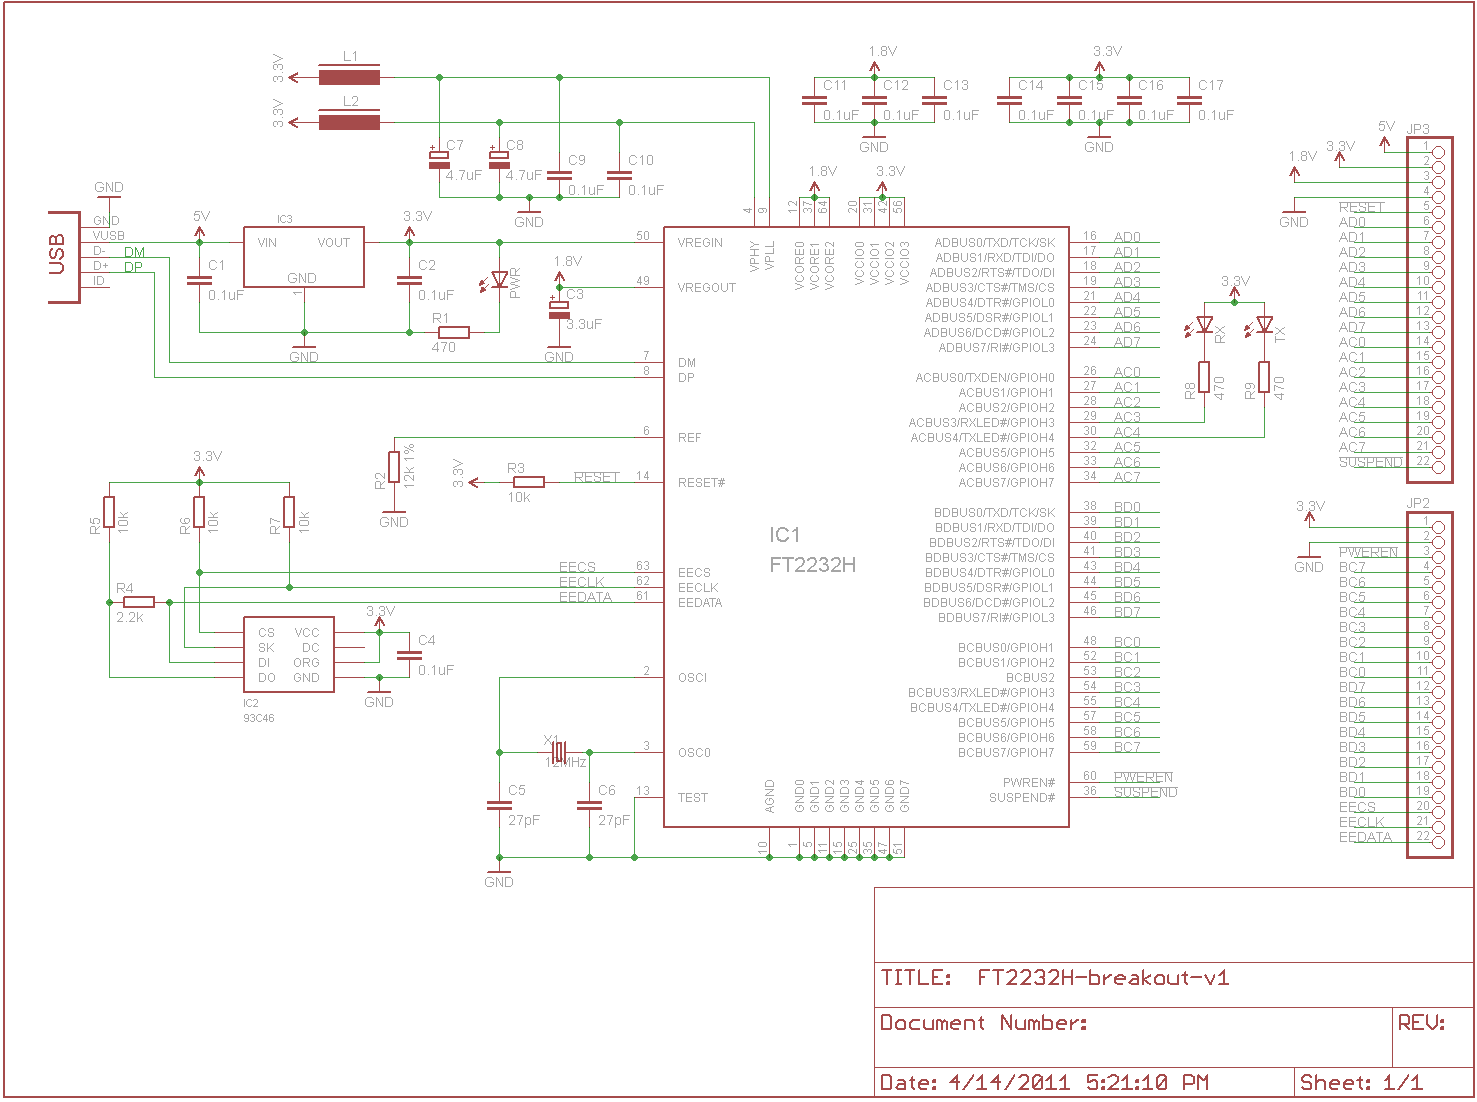 3.3V
L1
3.3V
L2
C7
4.7uF
C8
4.7uF
C9
0.1uF
C10
0.1uF
GND
1.8V
C11
0.1uF
C12
0.1uF
C13
0.1uF
GND
3.3V
C14
0.1uF
C15
0.1uF
C16
0.1uF
C17
0.1uF
GND
USB
GND
GND
VUSB
D-
DM
D+
DP
ID
5V
IC3
VIN
VOUT
GND
1
GND
C1
0.1uF
3.3V
C2
0.1uF
R1
470
PWR
1.8V
C3
3.3uF
GND
3.3V
R5
10k
R6
10k
R7
10k
R4
2.2k
CS
SK
DI
DO
VCC
DC
ORG
GND
IC2
93C46
3.3V
C4
0.1uF
GND
R2
12k 1%
GND
3.3V
R3
10k
RESET
EECS
EECLK
EEDATA
X1
12MHz
C5
27pF
C6
27pF
GND
IC1
FT2232H
1.8V
3.3V
4
9
12
37
64
20
31
42
56
VPHY
VPLL
VCORE0
VCORE1
VCORE2
VCCIO0
VCCIO1
VCCIO2
VCCIO3
50 VREGIN
49 VREGOUT
7 DM
8 DP
6 REF
14 RESET#
63 EECS
62 EECLK
61 EEDATA
2 OSCI
3 OSC0
13 TEST
AGND
GND0
GND1
GND2
GND3
GND4
GND5
GND6
GND7
10
1
5
11
15
25
35
47
51
ADBUS0/TXD/TCK/SK 16 AD0
ADBUS1/RXD/TDI/DO 17 AD1
ADBUS2/RTS#/TDO/DI 18 AD2
ADBUS3/CTS#/TMS/CS 19 AD3
ADBUS4/DTR#/GPIOL0 21 AD4
ADBUS5/DSR#/GPIOL1 22 AD5
ADBUS6/DCD#/GPIOL2 23 AD6
ADBUS7/RI#/GPIOL3 24 AD7
ACBUS0/TXDEN/GPIOH0 26 AC0
ACBUS1/GPIOH1 27 AC1
ACBUS2/GPIOH2 28 AC2
ACBUS3/RXLED#/GPIOH3 29 AC3
ACBUS4/TXLED#/GPIOH4 30 AC4
ACBUS5/GPIOH5 32 AC5
ACBUS6/GPIOH6 33 AC6
ACBUS7/GPIOH7 34 AC7
BDBUS0/TXD/TCK/SK 38 BD0
BDBUS1/RXD/TDI/DO 39 BD1
BDBUS2/RTS#/TDO/DI 40 BD2
BDBUS3/CTS#/TMS/CS 41 BD3
BDBUS4/DTR#/GPIOL0 43 BD4
BDBUS5/DSR#/GPIOL1 44 BD5
BDBUS6/DCD#/GPIOL2 45 BD6
BDBUS7/RI#/GPIOL3 46 BD7
BCBUS0/GPIOH1 48 BC0
BCBUS1/GPIOH2 52 BC1
BCBUS2 53 BC2
BCBUS3/RXLED#/GPIOH3 54 BC3
BCBUS4/TXLED#/GPIOH4 55 BC4
BCBUS5/GPIOH5 57 BC5
BCBUS6/GPIOH6 58 BC6
BCBUS7/GPIOH7 59 BC7
PWREN# 60 PWEREN
SUSPEND# 36 SUSPEND
3.3V
RX
TX
R8
470
R9
470
JP3
5V
3.3V
1.8V
GND
1
2
3
4
RESET 5
AD0 6
AD1 7
AD2 8
AD3 9
AD4 10
AD5 11
AD6 12
AD7 13
AC0 14
AC1 15
AC2 16
AC3 17
AC4 18
AC5 19
AC6 20
AC7 21
SUSPEND 22
JP2
3.3V
GND
1
2
PWEREN 3
BC7 4
BC6 5
BC5 6
BC4 7
BC3 8
BC2 9
BC1 10
BC0 11
BD7 12
BD6 13
BD5 14
BD4 15
BD3 16
BD2 17
BD1 18
BD0 19
EECS 20
EECLK 21
EEDATA 22
TITLE: FT2232H-breakout-v1
Document Number:
REV:
Date: 4/14/2011 5:21:10 PM
Sheet: 1/1